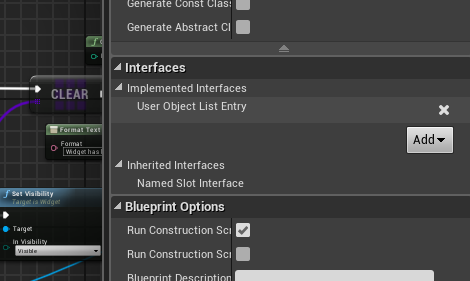 Generate Const Class
Generate Abstract Cl
CLEAR
Format Text
Format
Set Visibility
Target is Widget
Target
In Visibility
Visible
Interfaces
Implemented Interfaces
User Object List Entry
Add
Inherited Interfaces
Named Slot Interface
Blueprint Options
Run Construction Scr
Run Construction Scr
Blueprint Description